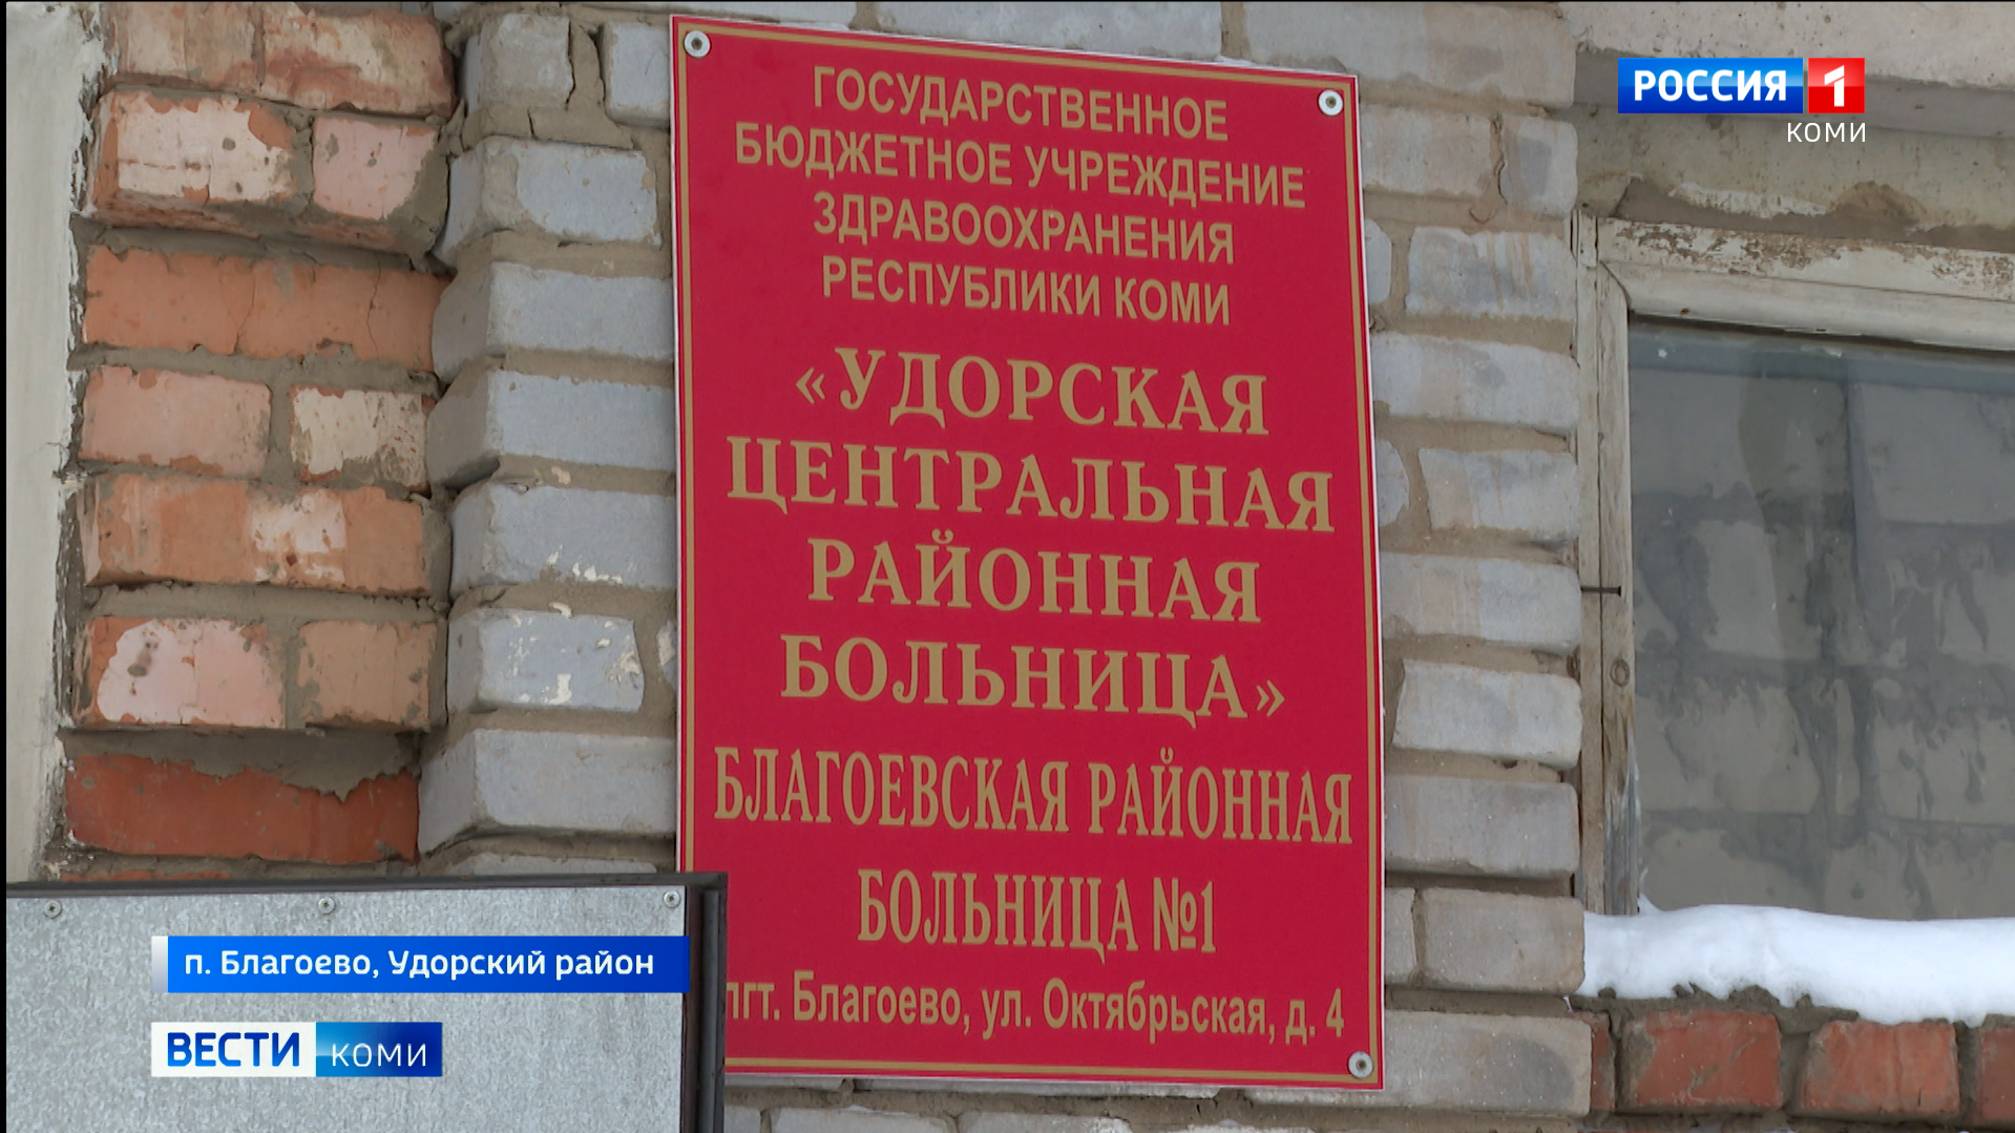 РОССИЯ 1
КОМИ
ГОСУДАРСТВЕННОЕ
БЮДЖЕТНОЕ УЧРЕЖДЕНИЕ
ЗДРАВООХРАНЕНИЯ
РЕСПУБЛИКИ КОМИ
«УДОРСКАЯ
ЦЕНТРАЛЬНАЯ
РАЙОННАЯ
БОЛЬНИЦА»
БЛАГОЕВСКАЯ РАЙОННАЯ
БОЛЬНИЦА №1
пгт. Благоево, ул. Октябрьская, д. 4
п. Благоево, Удорский район
ВЕСТИ КОМИ